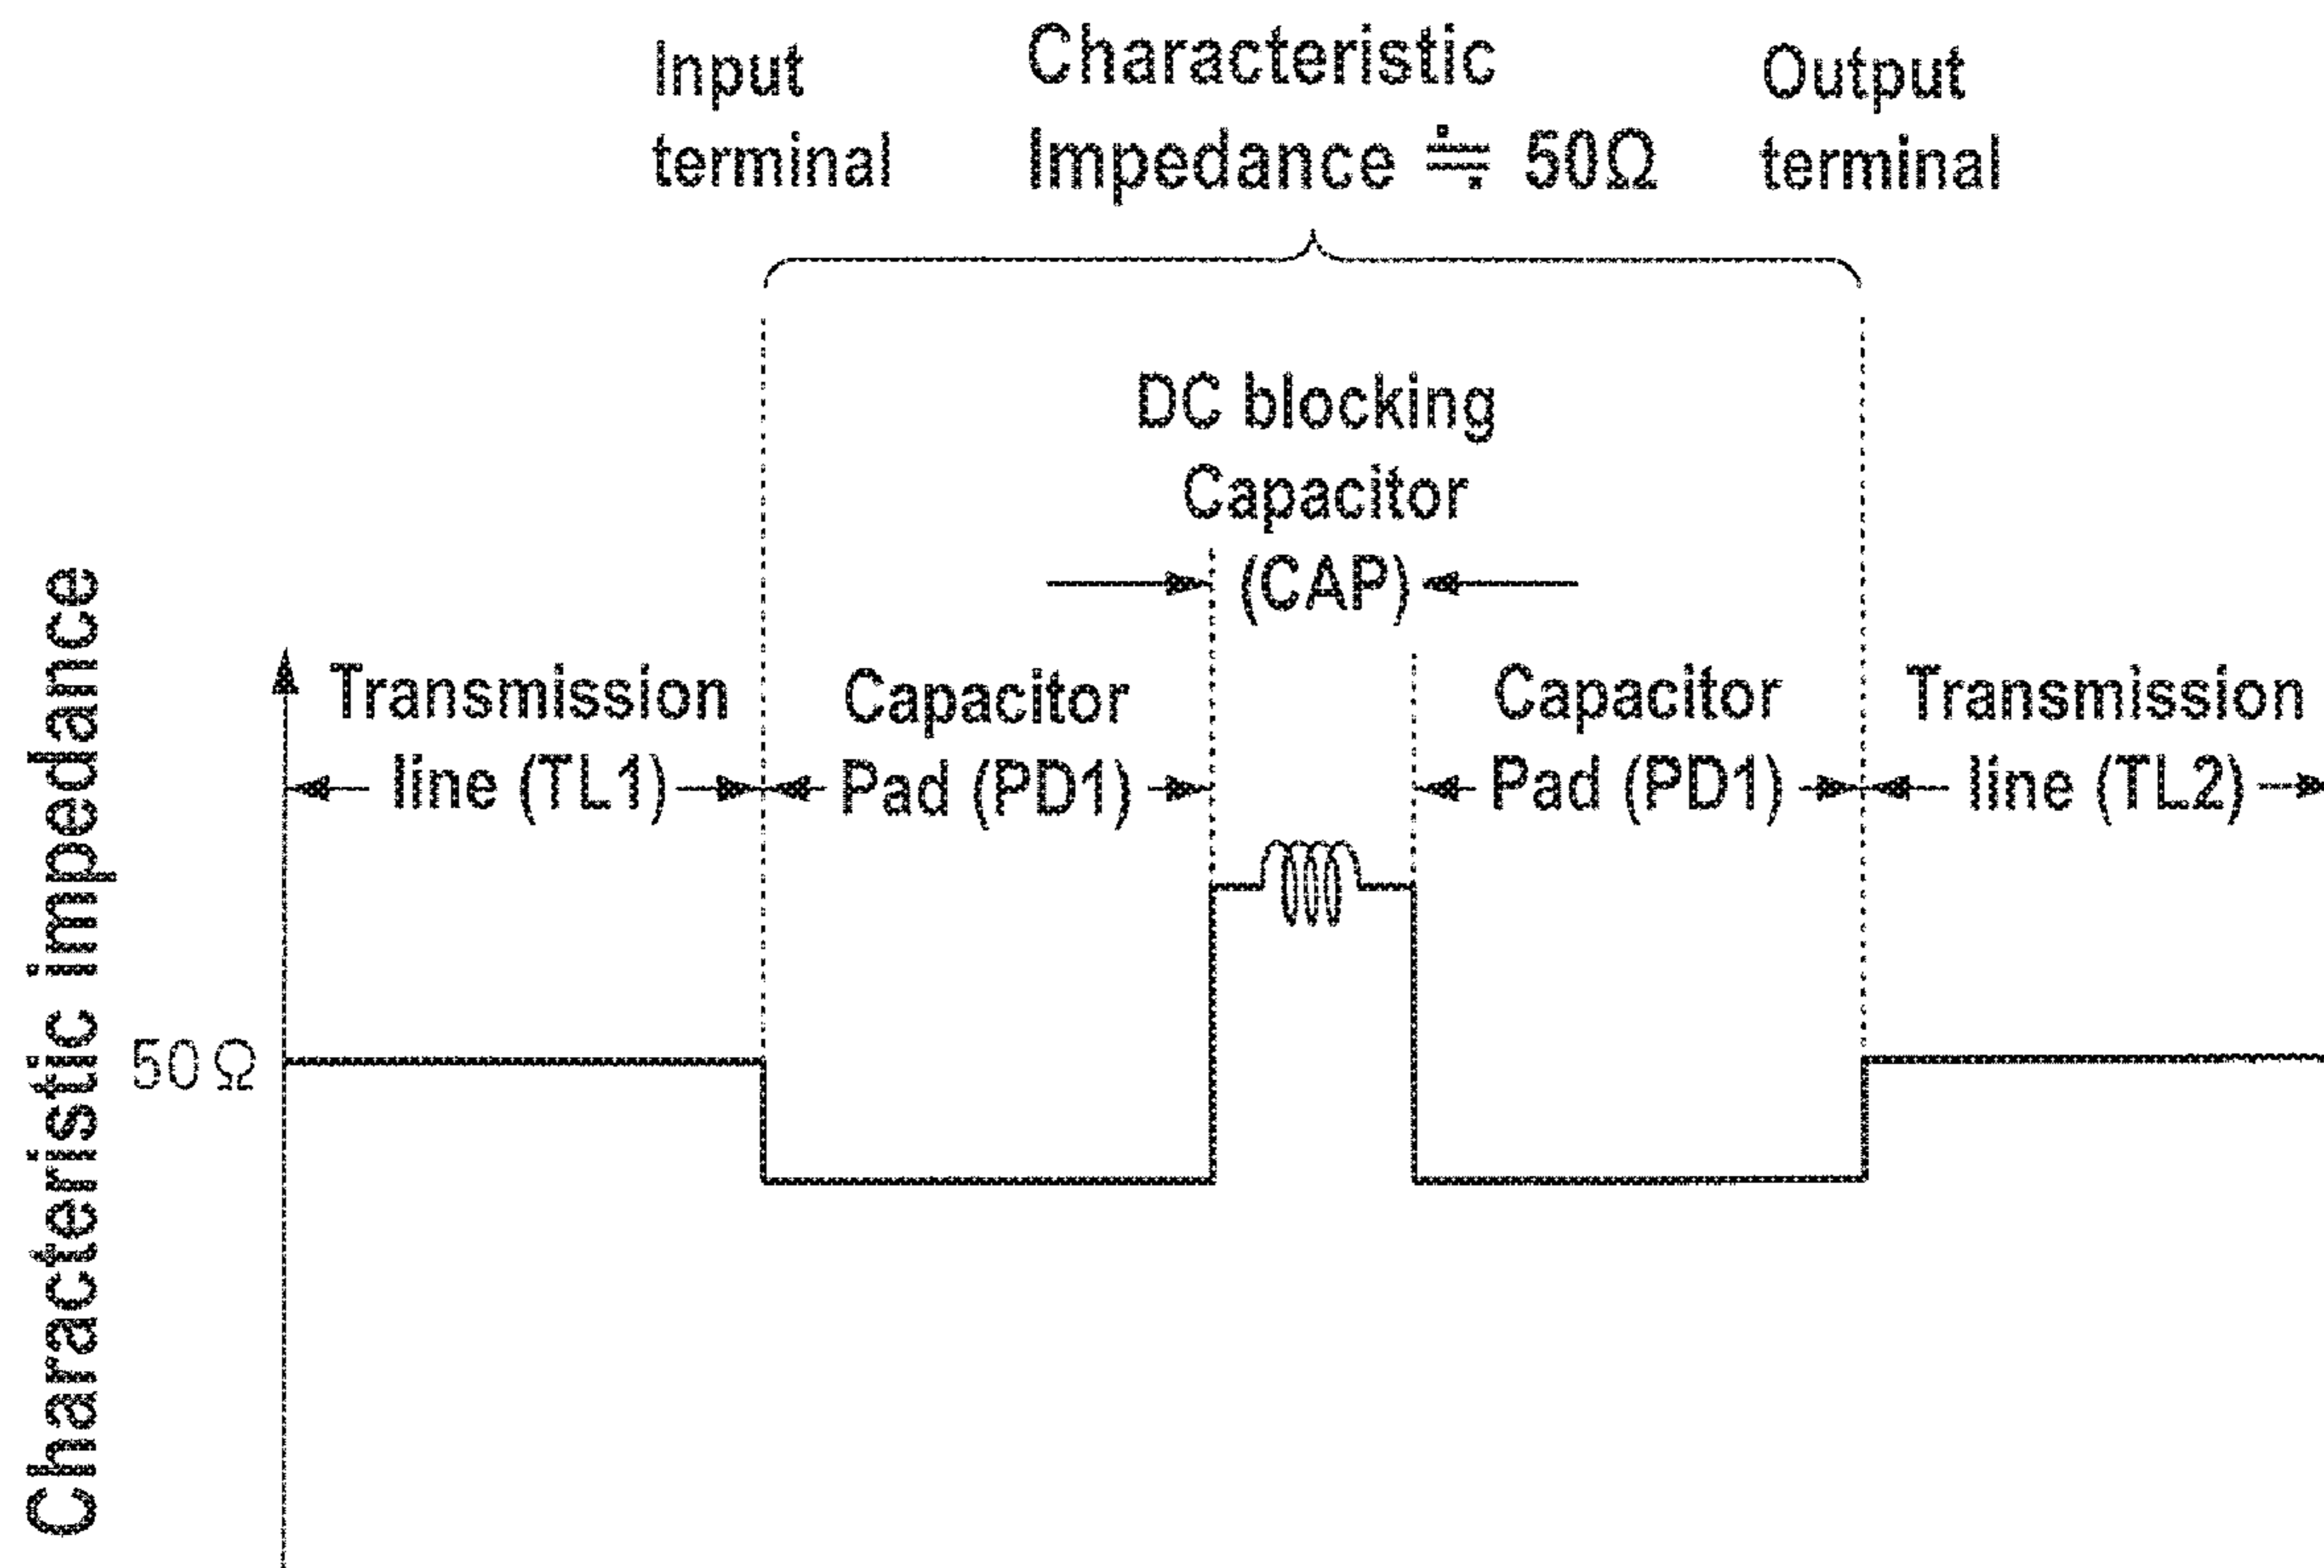 Input
terminal
Characteristic
Impedance ≒ 50Ω
Output
terminal
DC blocking
Capacitor
(CAP)
Transmission
line (TL1)
Capacitor
Pad (PD1)
Capacitor
Pad (PD1)
Transmission
line (TL2)
Characteristic impedance
50Ω